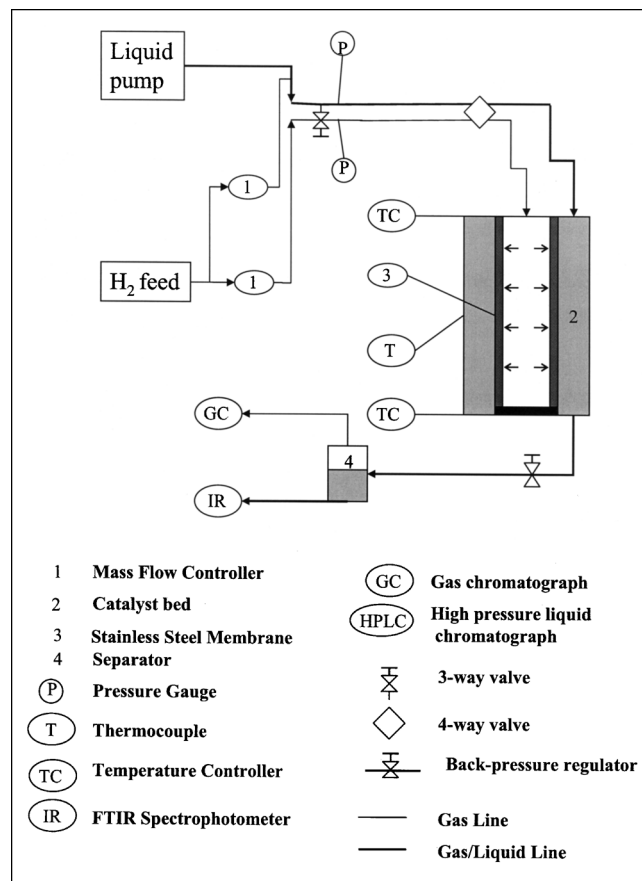 Liquid
pump
P
P
1
H2 feed
1
TC
3
2
T
TC
GC
4
IR
1 Mass Flow Controller
2 Catalyst bed
3 Stainless Steel Membrane
4 Separator
P Pressure Gauge
T Thermocouple
TC Temperature Controller
IR FTIR Spectrophotometer
GC Gas chromatograph
HPLC High pressure liquid
chromatograph
3-way valve
4-way valve
Back-pressure regulator
Gas Line
Gas/Liquid Line